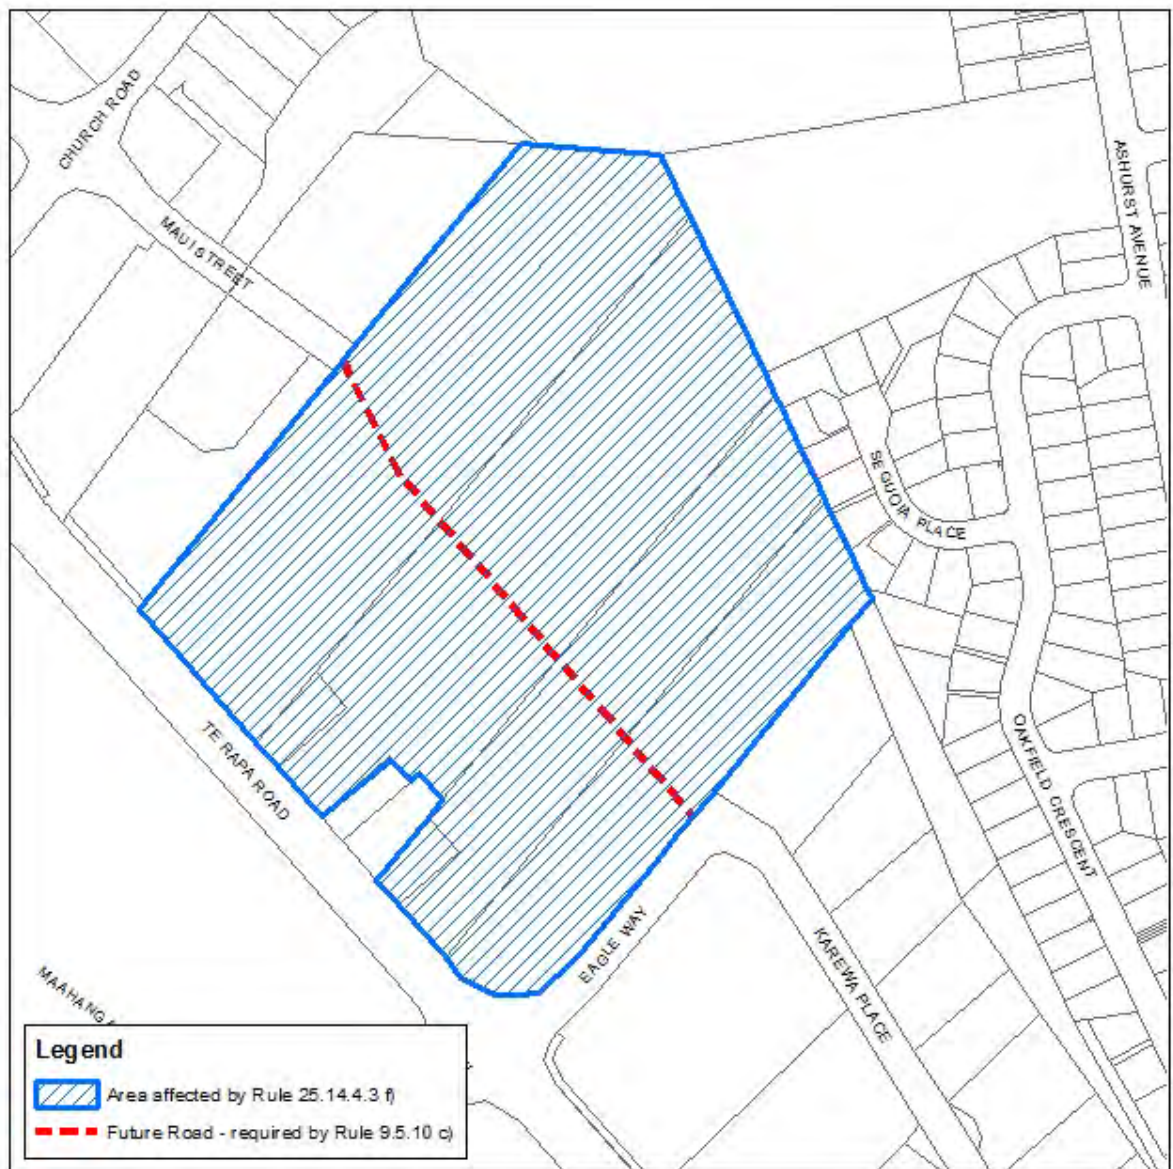 CHURCH ROAD
MAUI STREET
ASHURST AVENUE
SEQUOIA PLACE
TE RAPA ROAD
OAKFIELD CRESCENT
EAGLE WAY
KAREWA PLACE
Legend
Area affected by Rule 25.14.4.3 f)
Future Road - required by Rule 9.5.10 c)